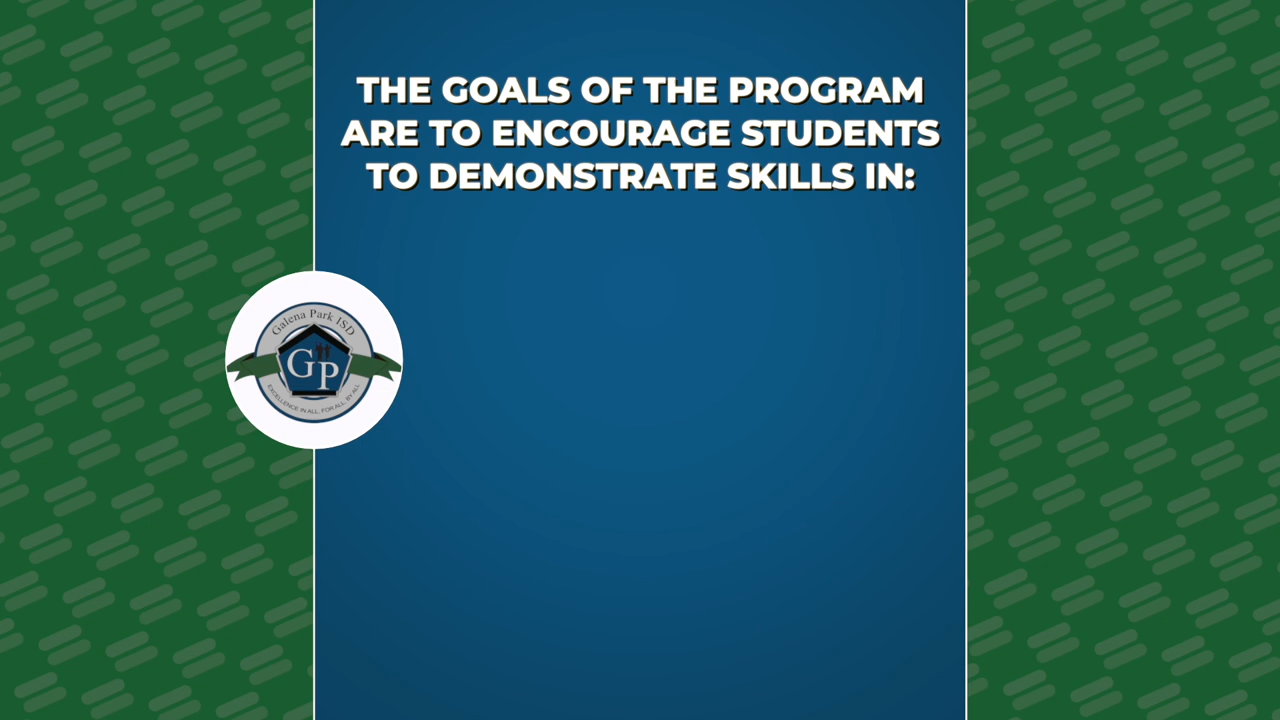 THE GOALS OF THE PROGRAM
ARE TO ENCOURAGE STUDENTS
TO DEMONSTRATE SKILLS IN:
Galena Park ISD
GP
EXCELLENCE IN ALL, FOR ALL, BY ALL